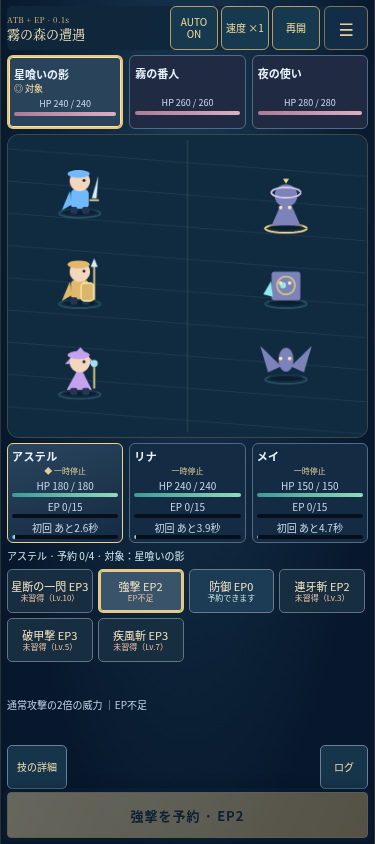 ATB + EP · 0.1s
霧の森の遭遇
AUTO
ON
速度 ×1
再開
☰
星喰いの影
◎ 対象
HP 240 / 240
霧の番人
HP 260 / 260
夜の使い
HP 280 / 280
アステル
◆ 一時停止
HP 180 / 180
EP 0/15
初回 あと2.6秒
リナ
一時停止
HP 240 / 240
EP 0/15
初回 あと3.9秒
メイ
一時停止
HP 150 / 150
EP 0/15
初回 あと4.7秒
アステル · 予約 0/4 · 対象：星喰いの影
星断の一閃 EP3
未習得（Lv.10）
強撃 EP2
EP不足
防御 EP0
予約できます
連牙斬 EP2
未習得（Lv.3）
破甲撃 EP3
未習得（Lv.5）
疾風斬 EP3
未習得（Lv.7）
通常攻撃の2倍の威力 ｜EP不足
技の詳細
ログ
強撃を予約 · EP2